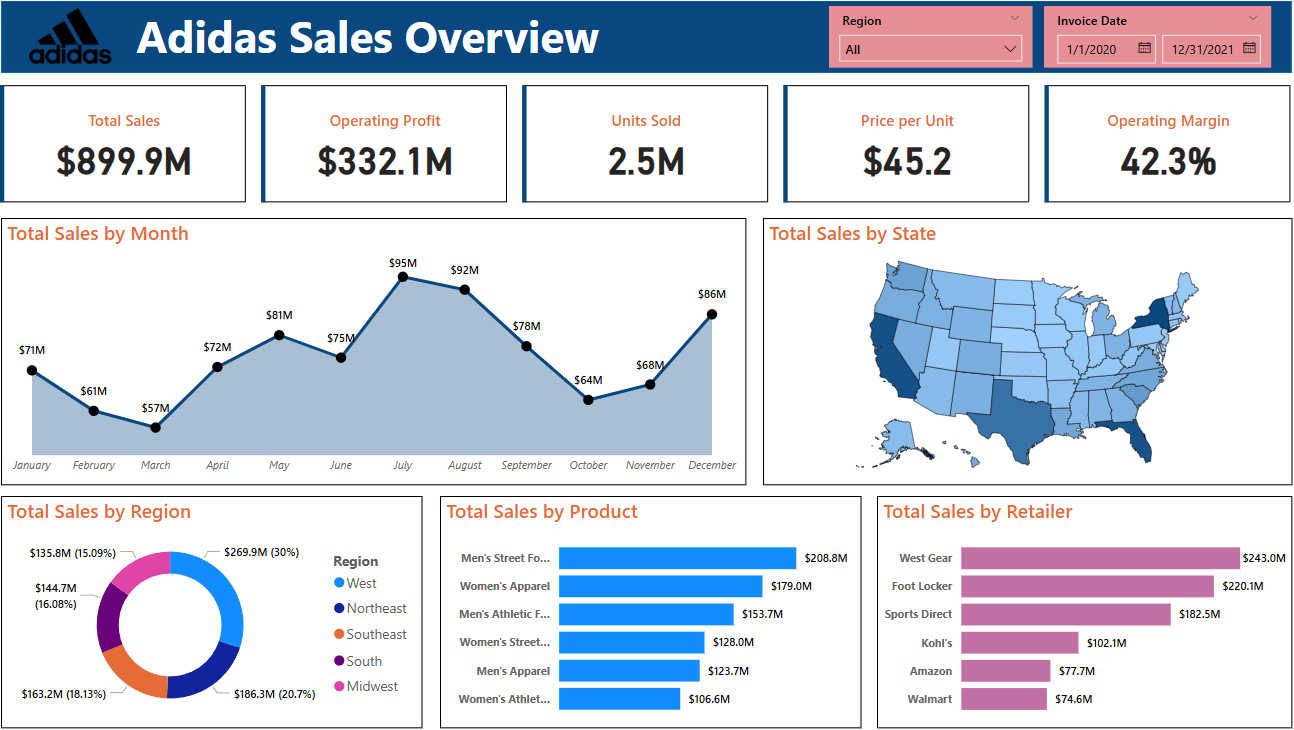 adidas
Adidas Sales Overview
Region
All
Invoice Date
1/1/2020
12/31/2021
Total Sales
$899.9M
Operating Profit
$332.1M
Units Sold
2.5M
Price per Unit
$45.2
Operating Margin
42.3%
Total Sales by Month
$71M
$61M
$57M
$72M
$81M
$75M
$95M
$92M
$78M
$64M
$68M
$86M
January February March April May June July August September October November December
Total Sales by State
Total Sales by Region
$135.8M (15.09%)
$269.9M (30%)
$144.7M
(16.08%)
$163.2M (18.13%)
$186.3M (20.7%)
Region
West
Northeast
Southeast
South
Midwest
Total Sales by Product
Men's Street Fo... $208.8M
Women's Apparel $179.0M
Men's Athletic F... $153.7M
Women's Street... $128.0M
Men's Apparel $123.7M
Women's Athlet... $106.6M
Total Sales by Retailer
West Gear $243.0M
Foot Locker $220.1M
Sports Direct $182.5M
Kohl's $102.1M
Amazon $77.7M
Walmart $74.6M